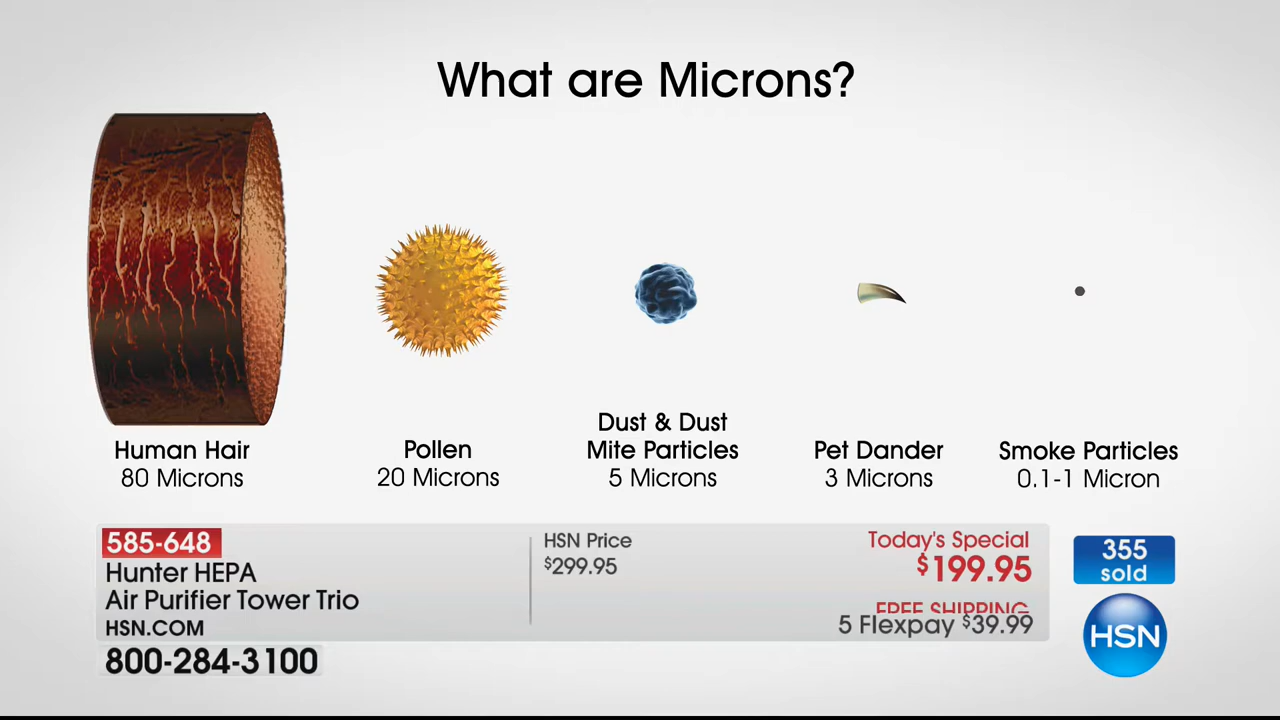 What are Microns?
Human Hair
80 Microns
Pollen
20 Microns
Dust & Dust
Mite Particles
5 Microns
Pet Dander
3 Microns
Smoke Particles
0.1-1 Micron
585-648
Hunter HEPA
Air Purifier Tower Trio
HSN.COM
800-284-3100
HSN Price
$299.95
Today's Special
$199.95
FREE SHIPPING
5 Flexpay $39.99
355
sold
HSN